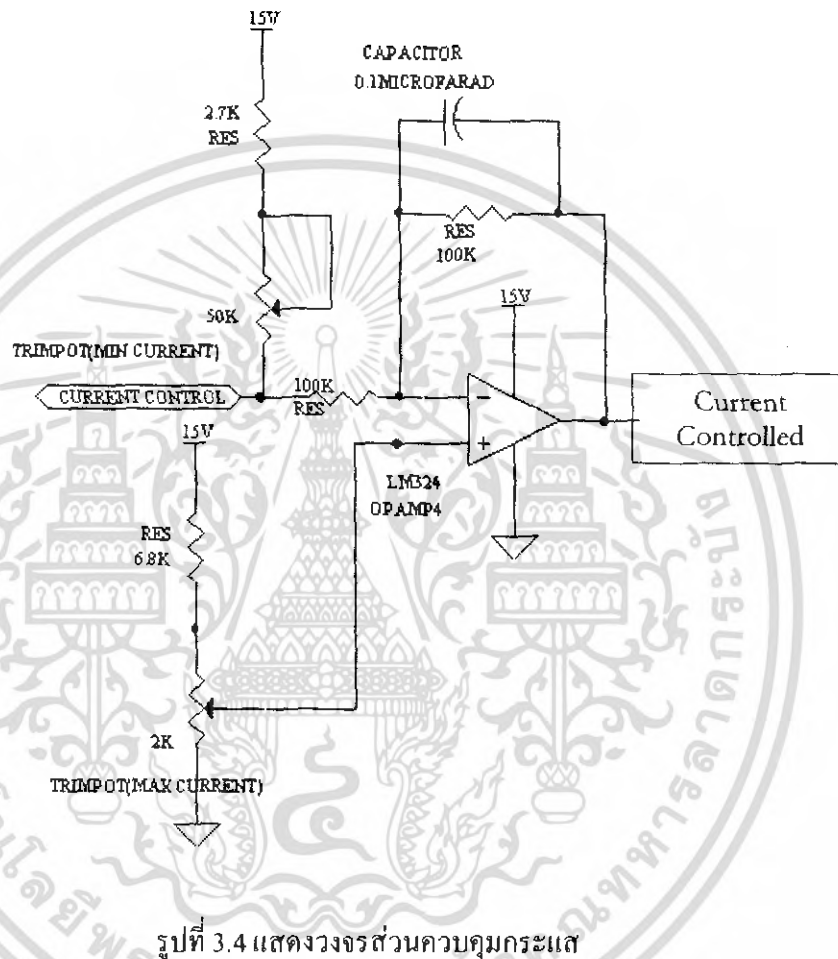 15V
CAPACITOR
0.1MICROFARAD
2.7K
RES
RES
100K
50K
15V
TRIMPOT(MIN CURRENT)
CURRENT CONTROL
100K
RES
-
+
Current
Controlled
15V
LM324
OPAMP4
RES
6.8K
2K
TRIMPOT(MAX CURRENT)
รูปที่ 3.4 แสดงวงจรส่วนควบคุมกระแส